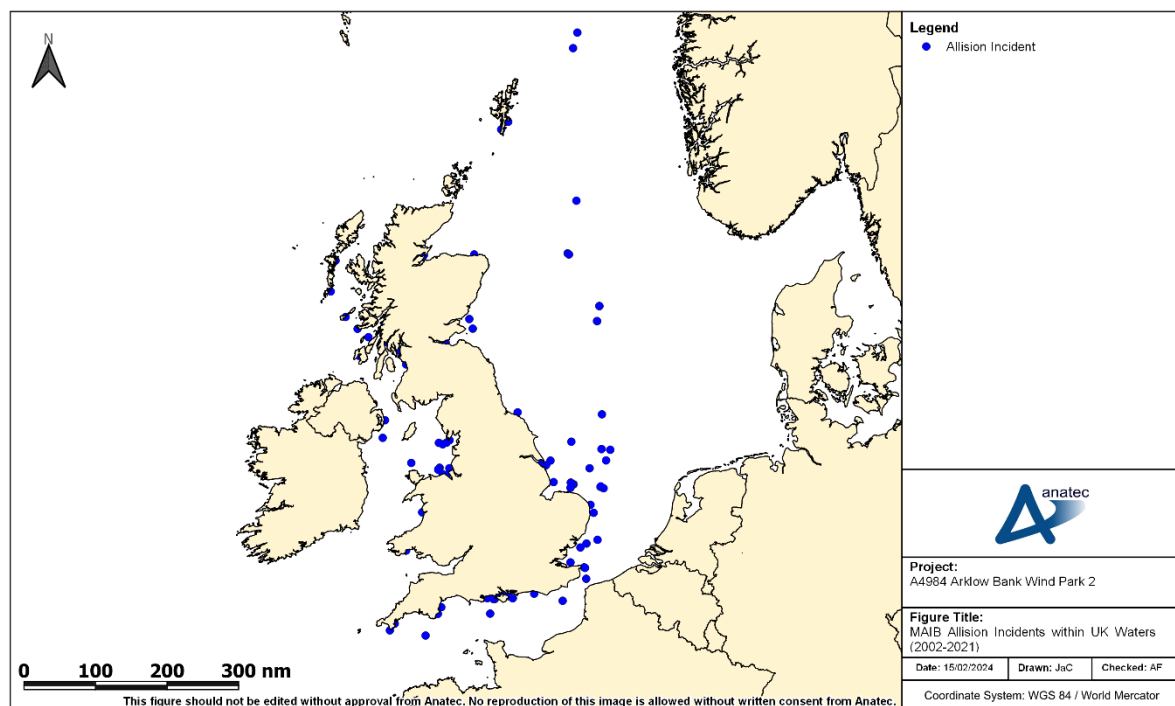 N
0 100 200 300 nm
This figure should not be edited without approval from Anatec. No reproduction of this image is allowed without written consent from Anatec.
Legend
Allision Incident
anatec
Project:
A4984 Arklow Bank Wind Park 2
Figure Title:
MAIB Allision Incidents within UK Waters
(2002-2021)
Date: 15/02/2024 Drawn: JaC Checked: AF
Coordinate System: WGS 84 / World Mercator